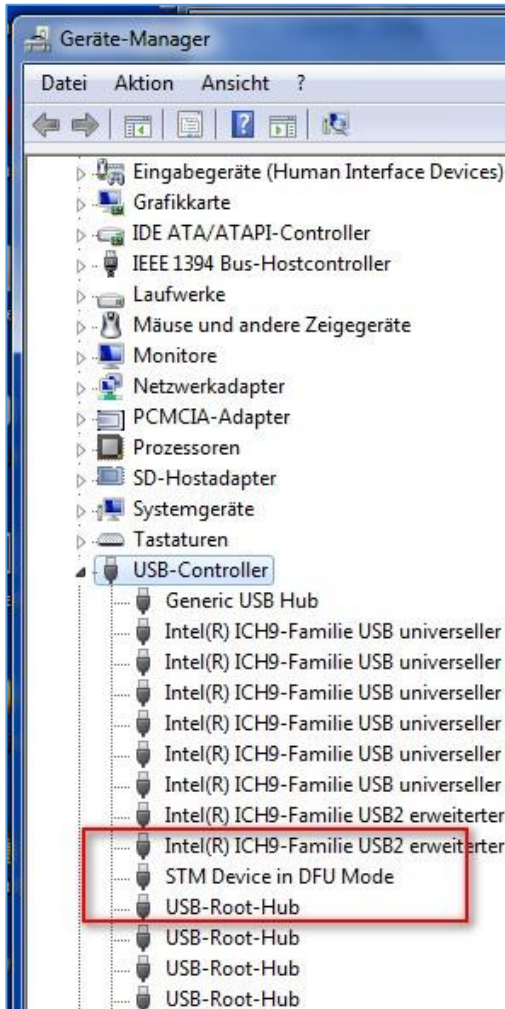 Geräte-Manager
Datei Aktion Ansicht ?
Eingabegeräte (Human Interface Devices)
Grafikkarte
IDE ATA/ATAPI-Controller
IEEE 1394 Bus-Hostcontroller
Laufwerke
Mäuse und andere Zeigegeräte
Monitore
Netzwerkadapter
PCMCIA-Adapter
Prozessoren
SD-Hostadapter
Systemgeräte
Tastaturen
USB-Controller
Generic USB Hub
Intel(R) ICH9-Familie USB universeller
Intel(R) ICH9-Familie USB universeller
Intel(R) ICH9-Familie USB universeller
Intel(R) ICH9-Familie USB universeller
Intel(R) ICH9-Familie USB universeller
Intel(R) ICH9-Familie USB universeller
Intel(R) ICH9-Familie USB2 erweiterter
Intel(R) ICH9-Familie USB2 erweiterter
STM Device in DFU Mode
USB-Root-Hub
USB-Root-Hub
USB-Root-Hub
USB-Root-Hub